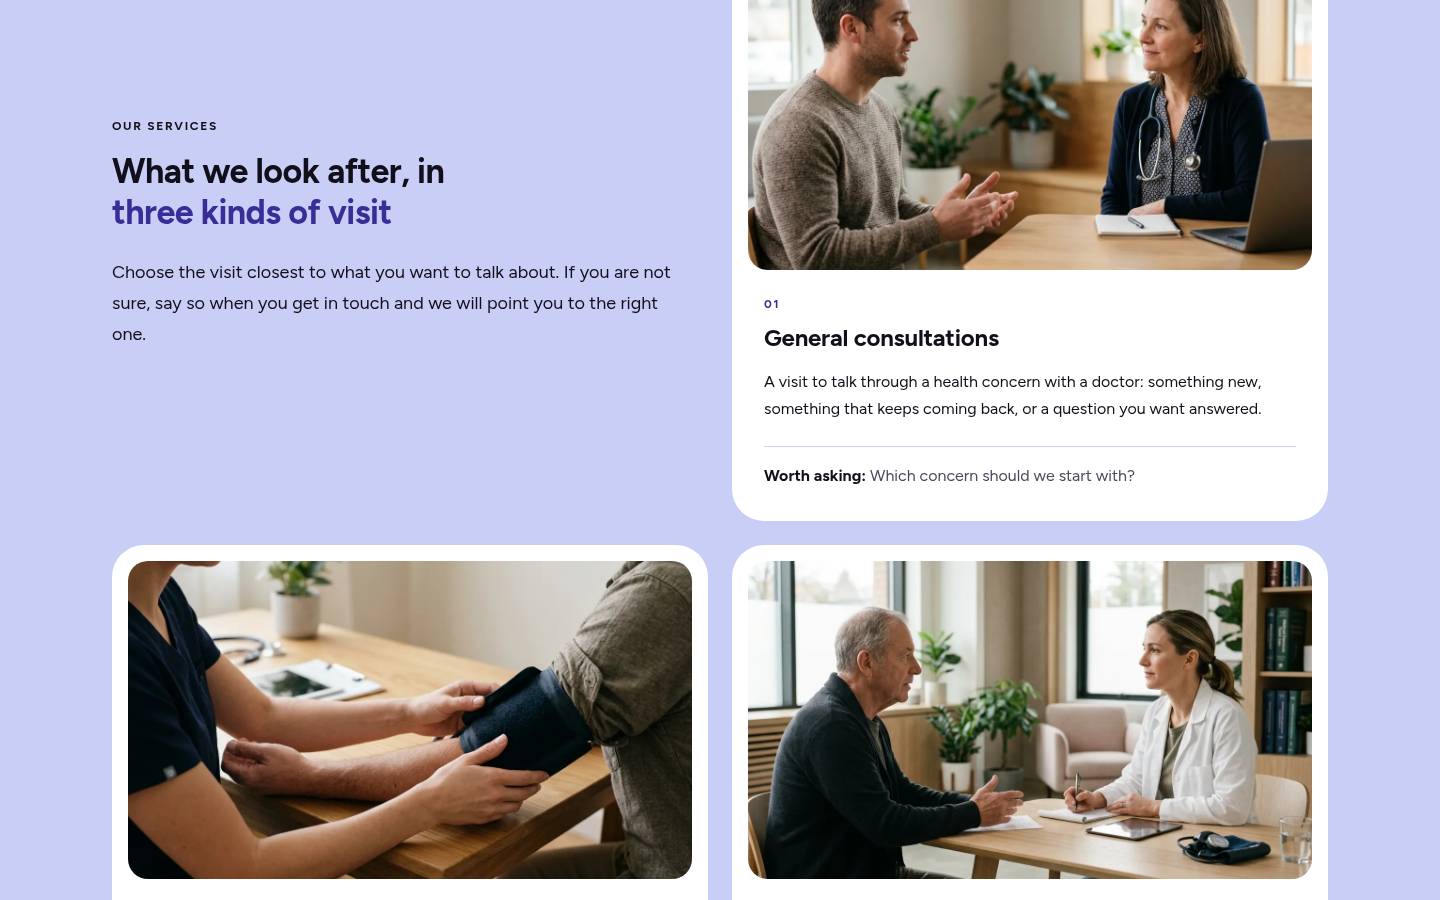 OUR SERVICES
What we look after, in
three kinds of visit
Choose the visit closest to what you want to talk about. If you are not
sure, say so when you get in touch and we will point you to the right
one.
01
General consultations
A visit to talk through a health concern with a doctor: something new,
something that keeps coming back, or a question you want answered.
Worth asking: Which concern should we start with?